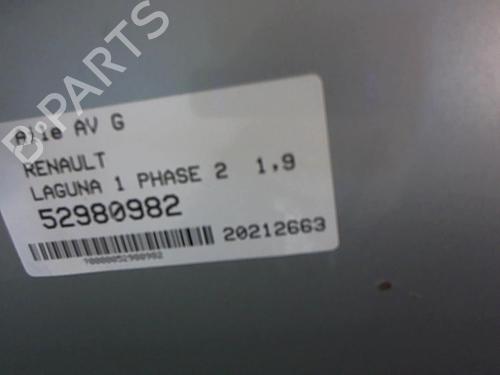 B-PARTS
Aile AV G
RENAULT
LAGUNA 1 PHASE 2 1,9
52980982
20212663